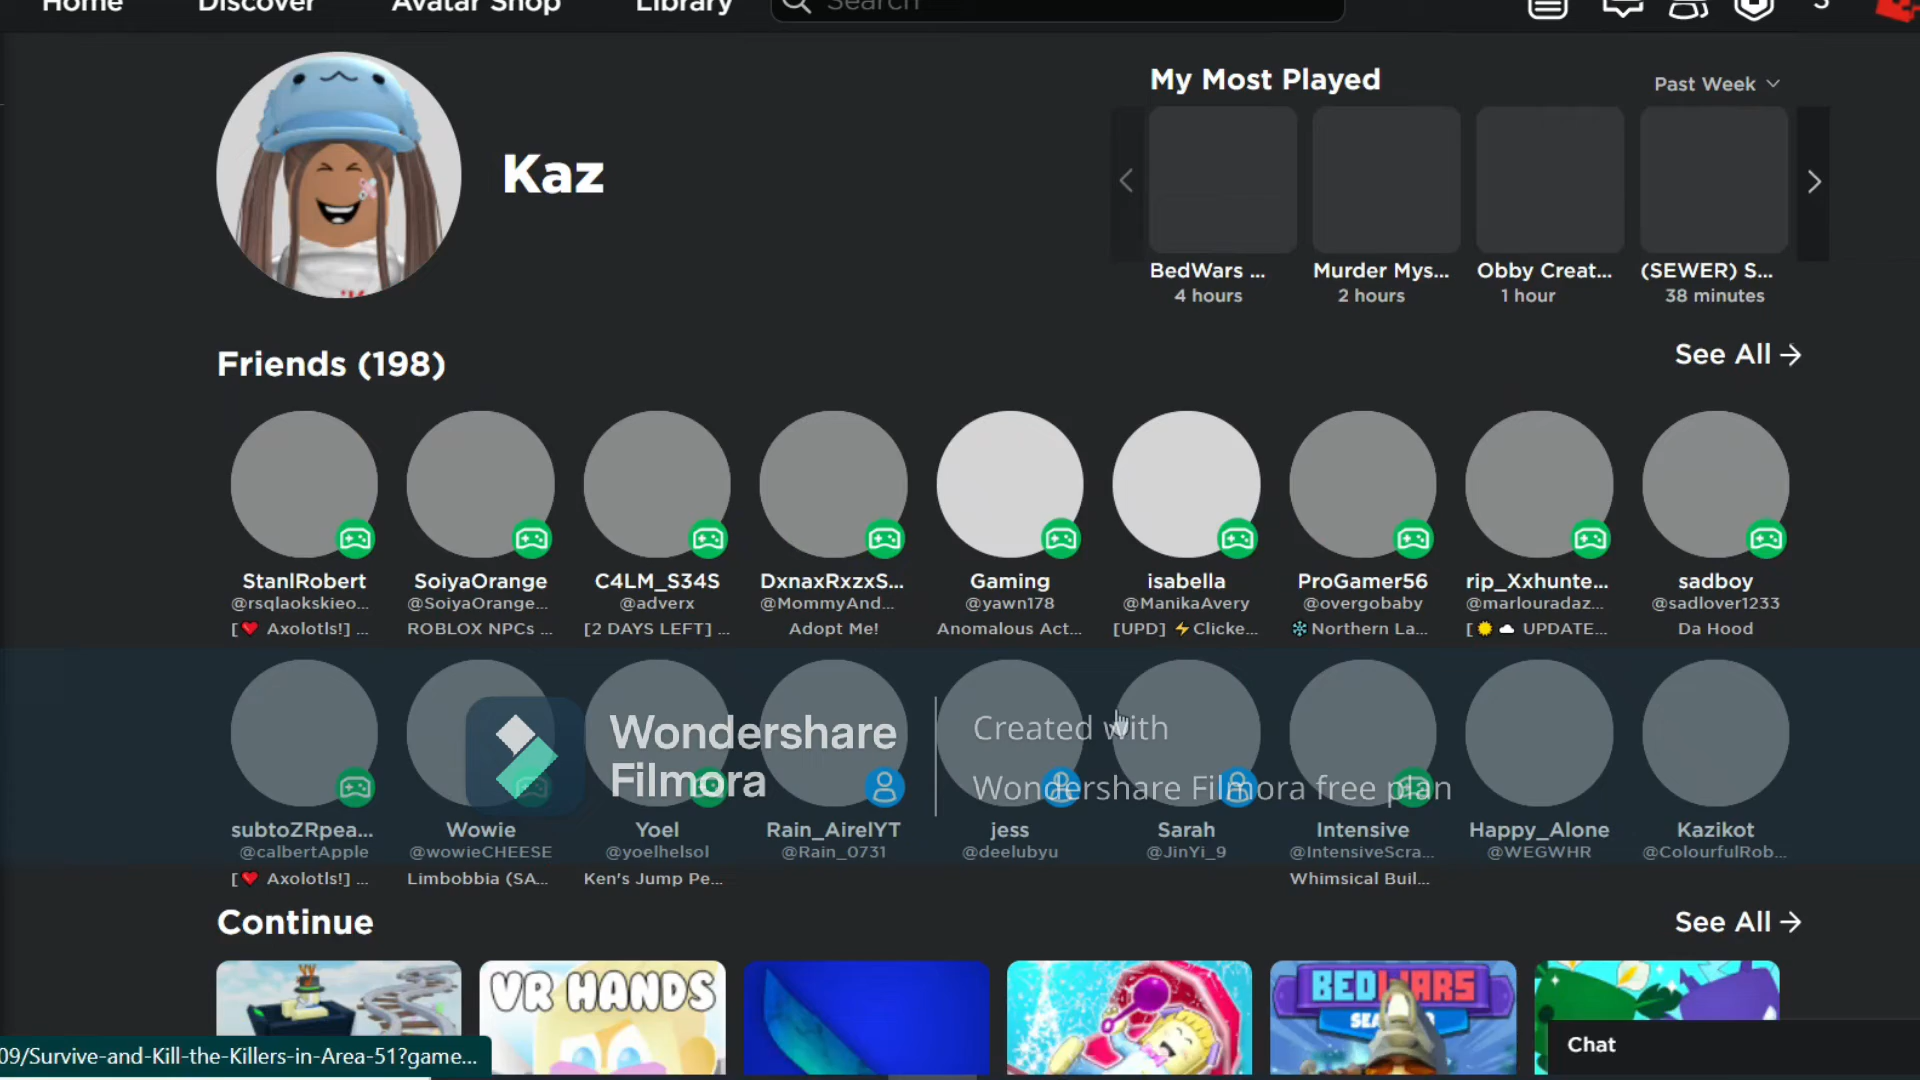 Home Discover Avatar Shop Library Search
Kaz
My Most Played
Past Week
BedWars ... Murder Mys... Obby Creat... (SEWER) S...
4 hours 2 hours 1 hour 38 minutes
Friends (198)
See All →
StanlRobert SoiyaOrange C4LM_S34S DxnaxRxzxS... Gaming isabella ProGamer56 rip_Xxhunte... sadboy
@rsqlaokskieo... @SoiyaOrange... @adverx @MommyAnd... @yawn178 @ManikaAvery @overgobaby @marlouradaz... @sadlover1233
[❤ Axolotls!] ... ROBLOX NPCs ... [2 DAYS LEFT] ... Adopt Me! Anomalous Act... [UPD] ⚡Clicke... ❄Northern La... [☀☁ UPDATE... Da Hood
Wondershare
Filmora
Created with
Wondershare Filmora free plan
subtoZRpea... Wowie Yoel Rain_AirelYT jess Sarah Intensive Happy_Alone Kazikot
@calbertApple @wowieCHEESE @yoelhelsol @Rain_0731 @deelubyu @JinYi_9 @IntensiveScra... @WEGWHR @ColourfulRob...
[❤ Axolotls!] ... Limbobbia (SA... Ken's Jump Pe... Whimsical Buil...
Continue
See All →
VR HANDS
BEDWARS
Chat
09/Survive-and-Kill-the-Killers-in-Area-51?game...